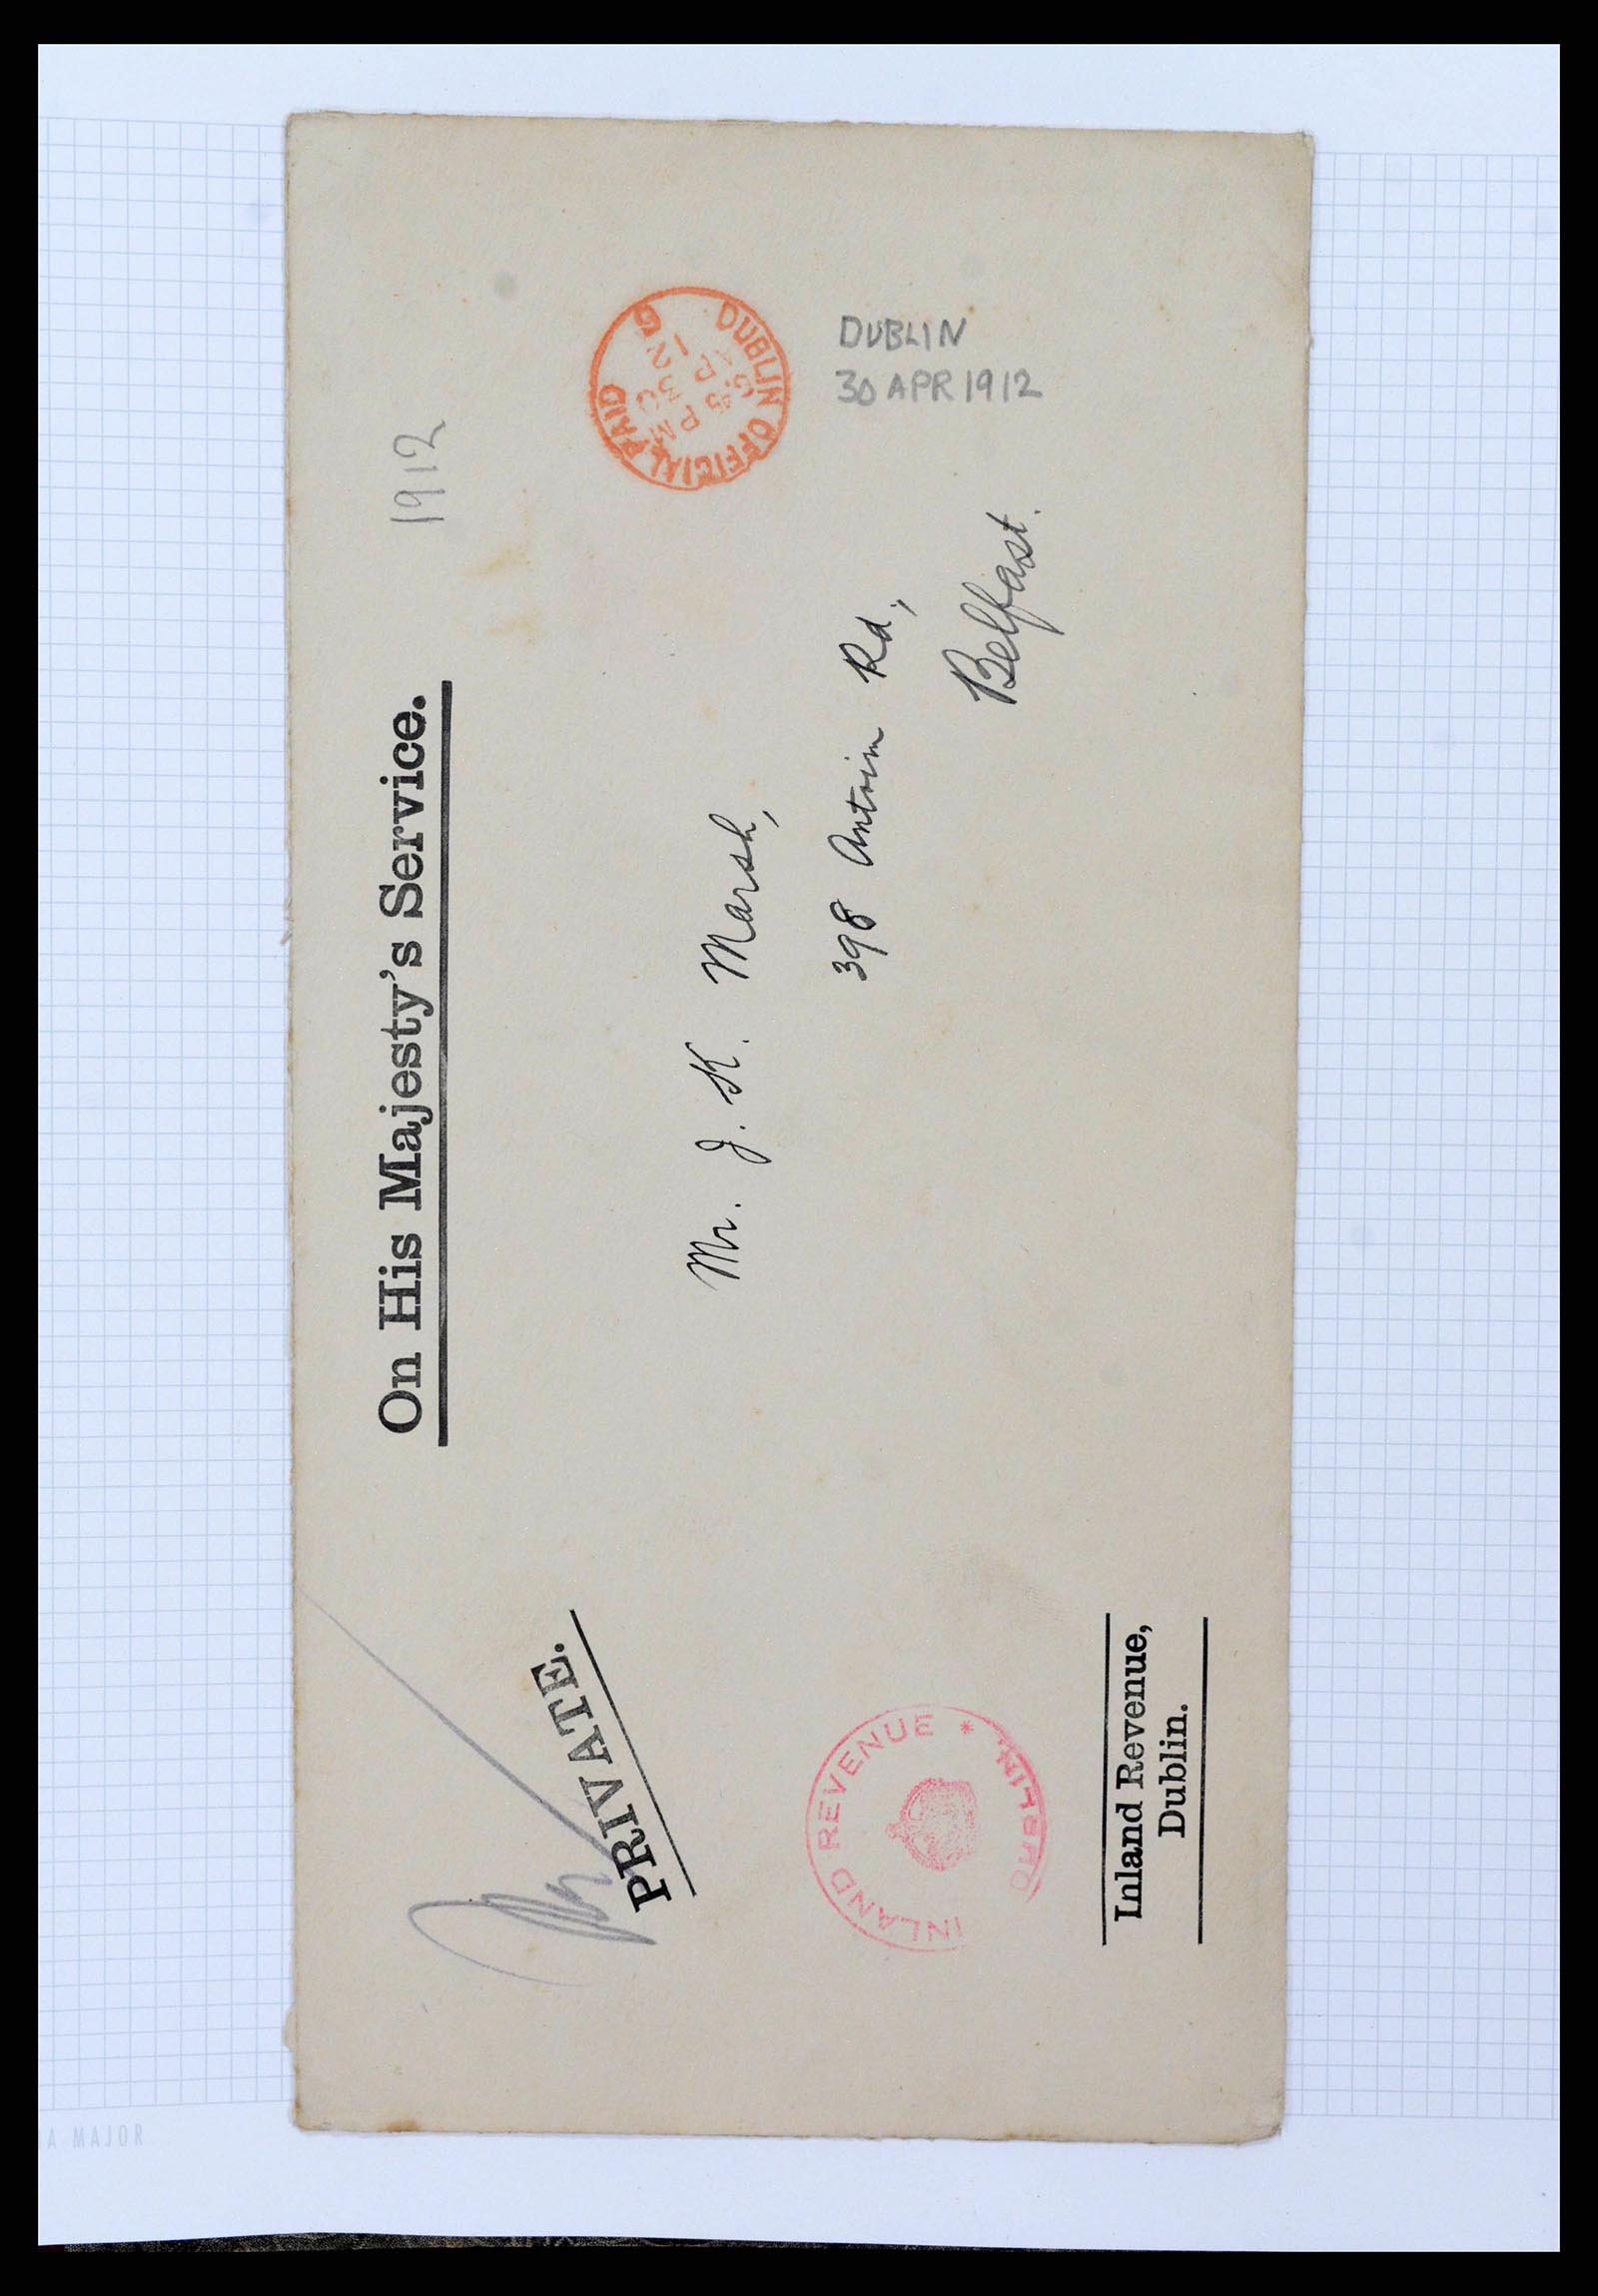 On His Majesty's Service.
1912
PRIVATE.
DUBLIN OFFICIAL PAID
5. 45 PM
AP 30
12
DUBLIN
30 APR 1912
Mr. J. K. Marsh,
398 Antrim Rd.,
Belfast.
INLAND REVENUE * DUBLIN
Inland Revenue,
Dublin.
A MAJOR